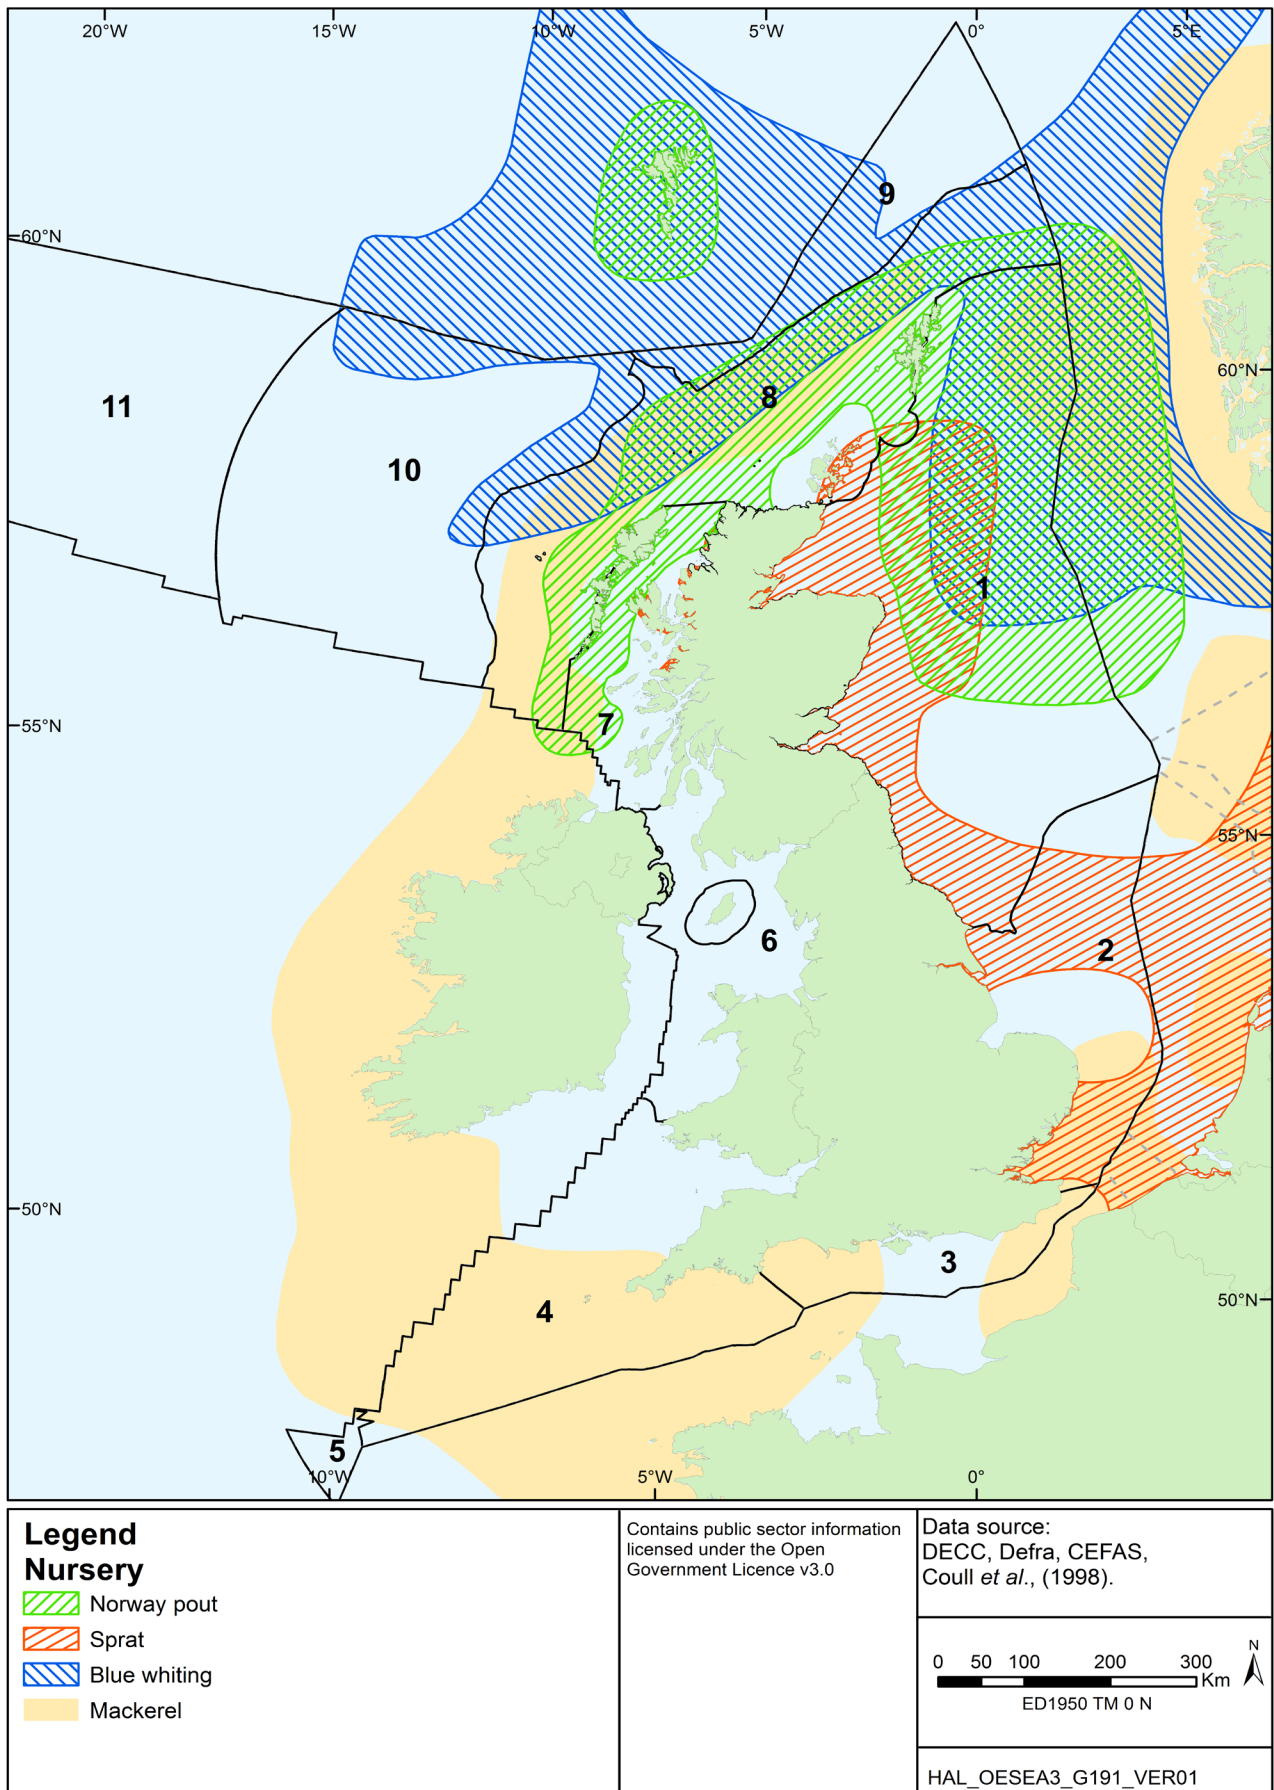 20°W 15°W 10°W 5°W 0° 5°E
9
60°N
60°N
8
11
10
1
7
55°N
55°N
6
2
50°N
3
50°N
4
5
10°W 5°W 0°
Legend
Nursery
Norway pout
Sprat
Blue whiting
Mackerel
Contains public sector information
licensed under the Open
Government Licence v3.0
Data source:
DECC, Defra, CEFAS,
Coull et al., (1998).
N
0 50 100 200 300
Km
ED1950 TM 0 N
HAL_OESEA3_G191_VER01